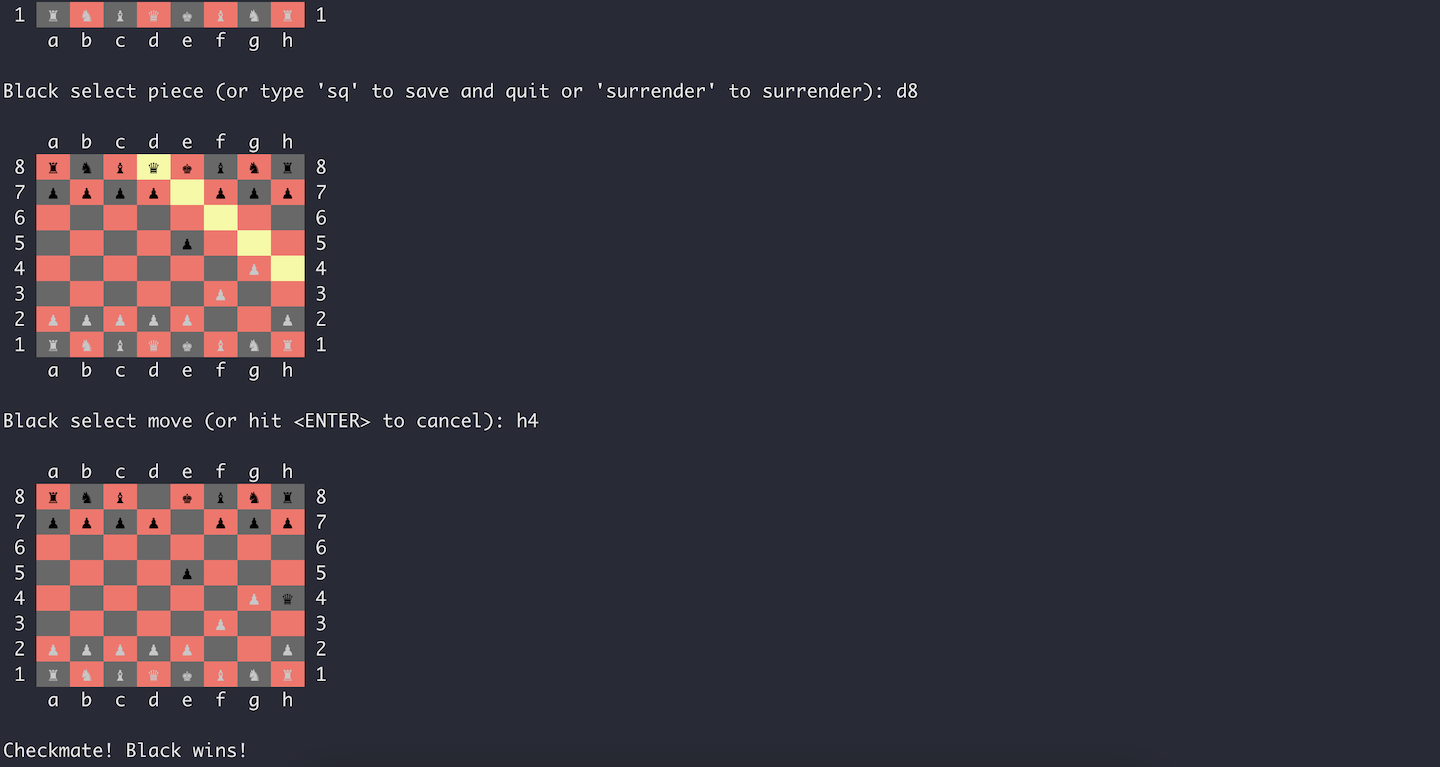 1 ♜ ♞ ♝ ♛ ♚ ♝ ♞ ♜ 1
a b c d e f g h
Black select piece (or type 'sq' to save and quit or 'surrender' to surrender): d8
a b c d e f g h
8 ♜ ♞ ♝ ♛ ♚ ♝ ♞ ♜ 8
7 ♟ ♟ ♟ ♟ ♟ ♟ ♟ 7
6 6
5 ♟ 5
4 ♟ 4
3 ♟ 3
2 ♟ ♟ ♟ ♟ ♟ ♟ 2
1 ♜ ♞ ♝ ♛ ♚ ♝ ♞ ♜ 1
a b c d e f g h
Black select move (or hit <ENTER> to cancel): h4
a b c d e f g h
8 ♜ ♞ ♝ ♚ ♝ ♞ ♜ 8
7 ♟ ♟ ♟ ♟ ♟ ♟ ♟ 7
6 6
5 ♟ 5
4 ♟ ♛ 4
3 ♟ 3
2 ♟ ♟ ♟ ♟ ♟ ♟ 2
1 ♜ ♞ ♝ ♛ ♚ ♝ ♞ ♜ 1
a b c d e f g h
Checkmate! Black wins!